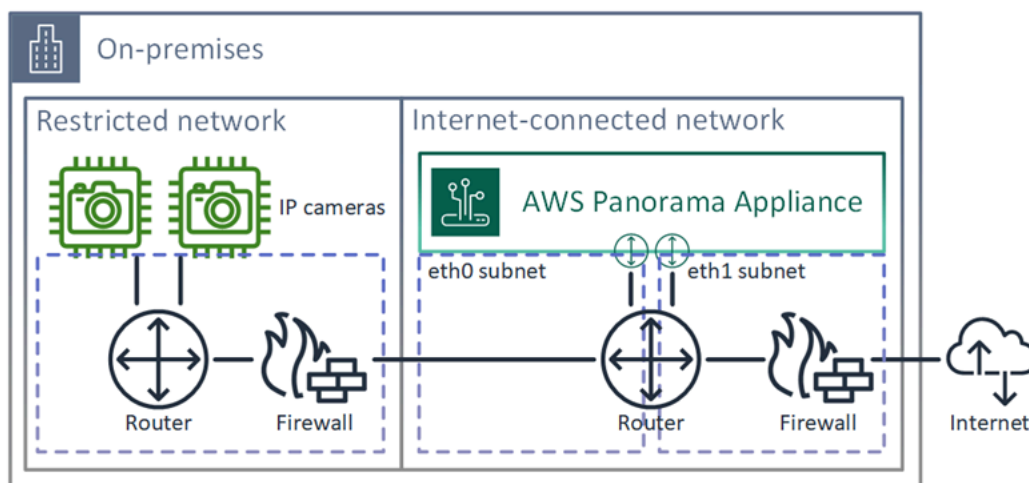 On-premises
Restricted network
IP cameras
Router
Firewall
Internet-connected network
AWS Panorama Appliance
eth0 subnet
eth1 subnet
Router
Firewall
Internet